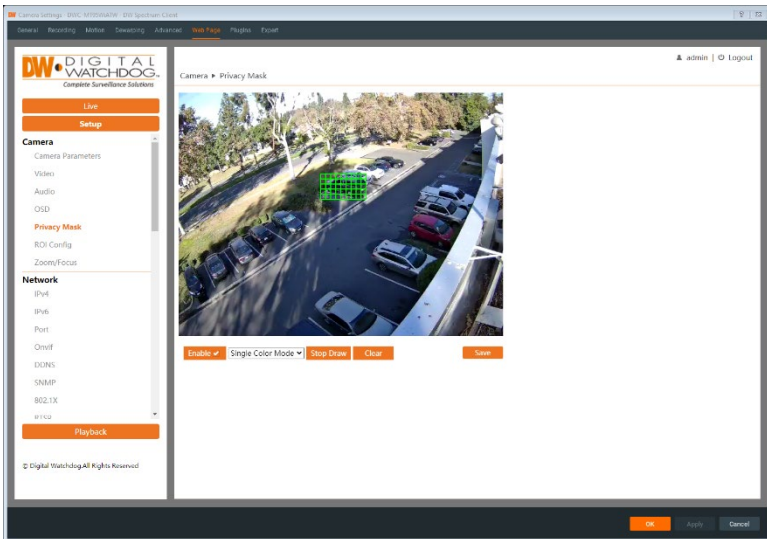 General Recording Motion Dewarping Advanced Web Page Plugins Expert
DW DIGITAL
WATCHDOG
Complete Surveillance Solutions
admin | Logout
Camera ▸ Privacy Mask
Live
Setup
Camera
Camera Parameters
Video
Audio
OSD
Privacy Mask
ROI Config
Zoom/Focus
Network
IPv4
IPv6
Port
Onvif
DDNS
SNMP
802.1X
RTSP
Playback
Enable Single Color Mode Stop Draw Clear Save
© Digital Watchdog.All Rights Reserved
OK Apply Cancel